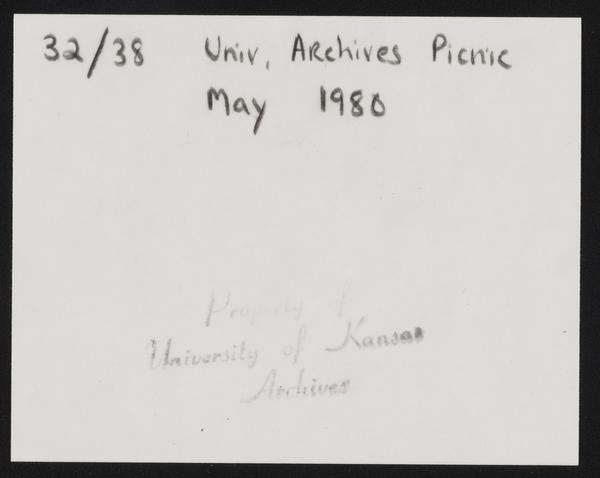 32/38 Univ. Archives Picnic
May 1980
Property of
University of Kansas
Archives